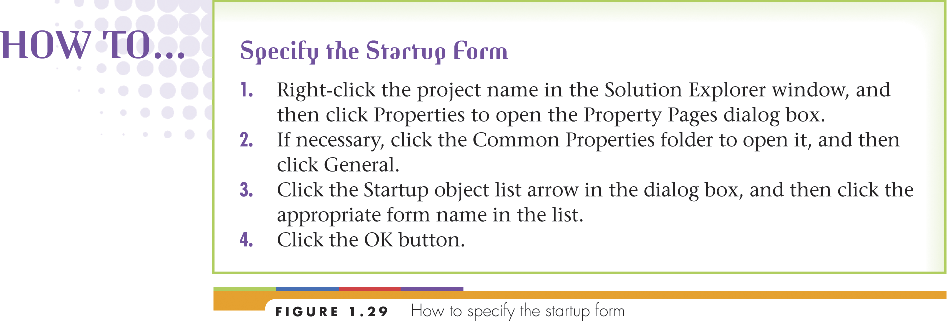 HOW TO...
Specify the Startup Form
1. Right-click the project name in the Solution Explorer window, and
then click Properties to open the Property Pages dialog box.
2. If necessary, click the Common Properties folder to open it, and then
click General.
3. Click the Startup object list arrow in the dialog box, and then click the
appropriate form name in the list.
4. Click the OK button.
FIGURE 1.29 How to specify the startup form